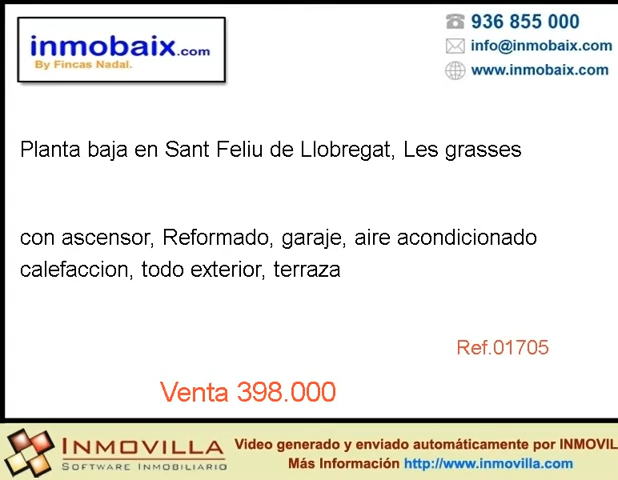 inmobaix.com
By Fincas Nadal.
936 855 000
info@inmobaix.com
www.inmobaix.com
Planta baja en Sant Feliu de Llobregat, Les grasses
con ascensor, Reformado, garaje, aire acondicionado
calefaccion, todo exterior, terraza
Ref.01705
Venta 398.000
INMOVILLA
SOFTWARE INMOBILIARIO
Video generado y enviado automáticamente por INMOVIL
Más Información http://www.inmovilla.com